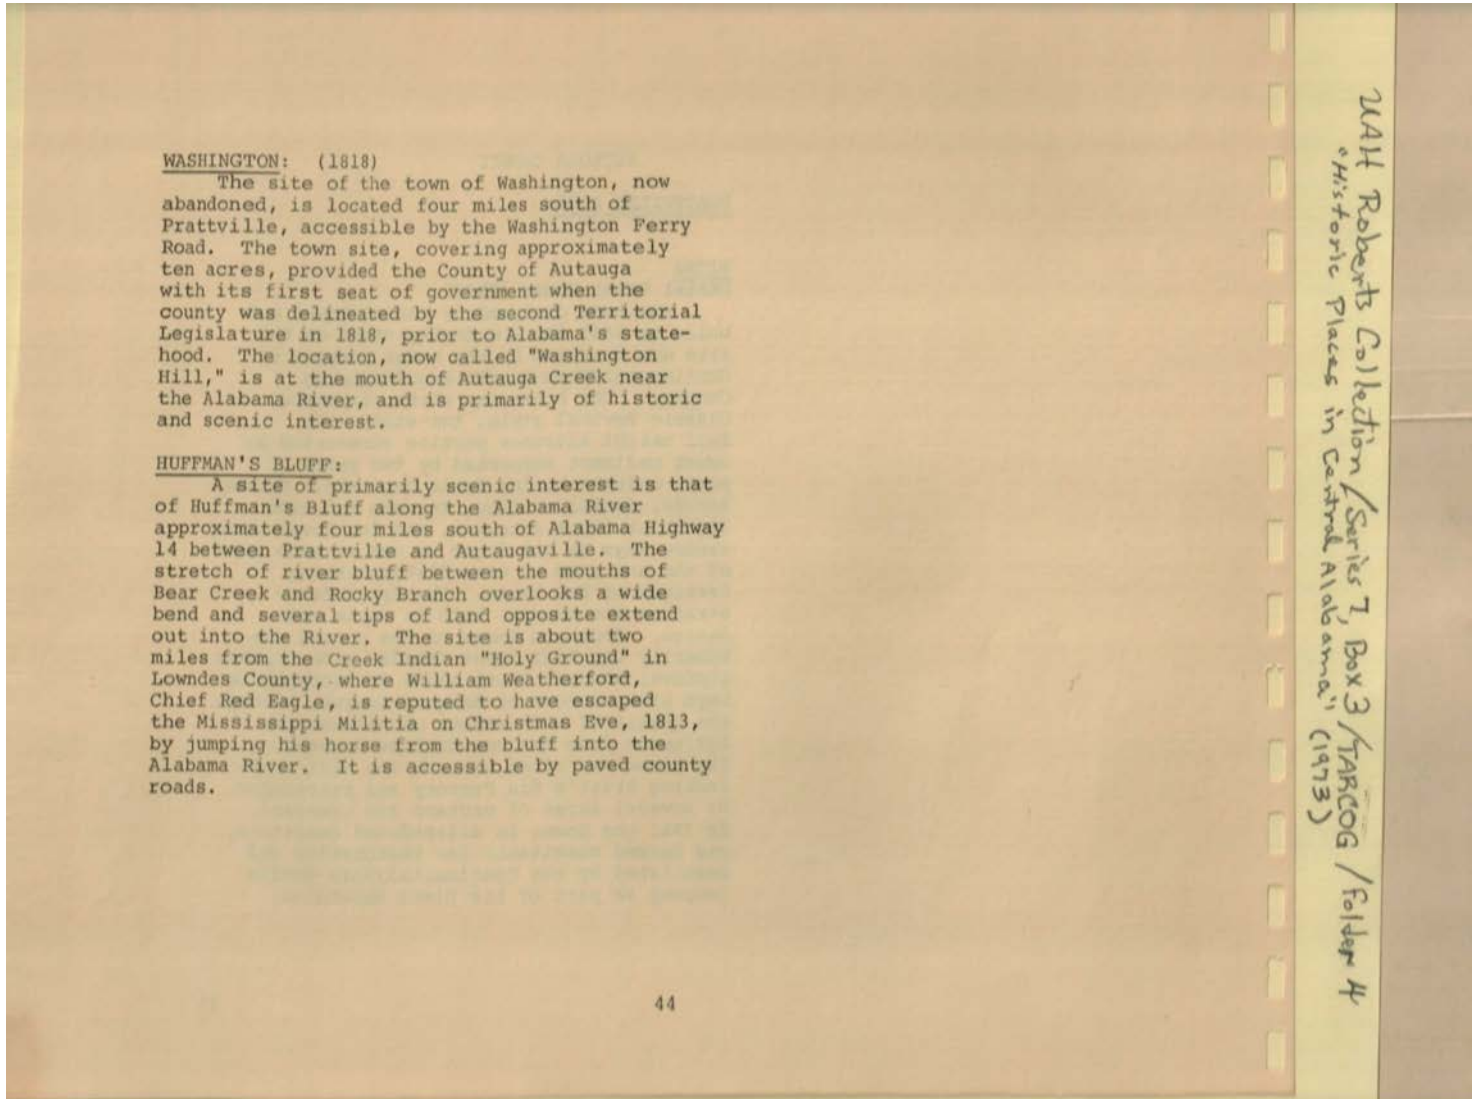 WASHINGTON: (1818)
The site of the town of Washington, now
abandoned, is located four miles south of
Prattville, accessible by the Washington Ferry
Road. The town site, covering approximately
ten acres, provided the County of Autauga
with its first seat of government when the
county was delineated by the second Territorial
Legislature in 1818, prior to Alabama's state-
hood. The location, now called "Washington
Hill," is at the mouth of Autauga Creek near
the Alabama River, and is primarily of historic
and scenic interest.
HUFFMAN'S BLUFF:
A site of primarily scenic interest is that
of Huffman's Bluff along the Alabama River
approximately four miles south of Alabama Highway
14 between Prattville and Autaugaville. The
stretch of river bluff between the mouths of
Bear Creek and Rocky Branch overlooks a wide
bend and several tips of land opposite extend
out into the River. The site is about two
miles from the Creek Indian "Holy Ground" in
Lowndes County, where William Weatherford,
Chief Red Eagle, is reputed to have escaped
the Mississippi Militia on Christmas Eve, 1813,
by jumping his horse from the bluff into the
Alabama River. It is accessible by paved county
roads.
44
UAH Roberts Collection/Series 7, Box 3/TARCOG/Folder 4
"Historic Places in Central Alabama" (1973)